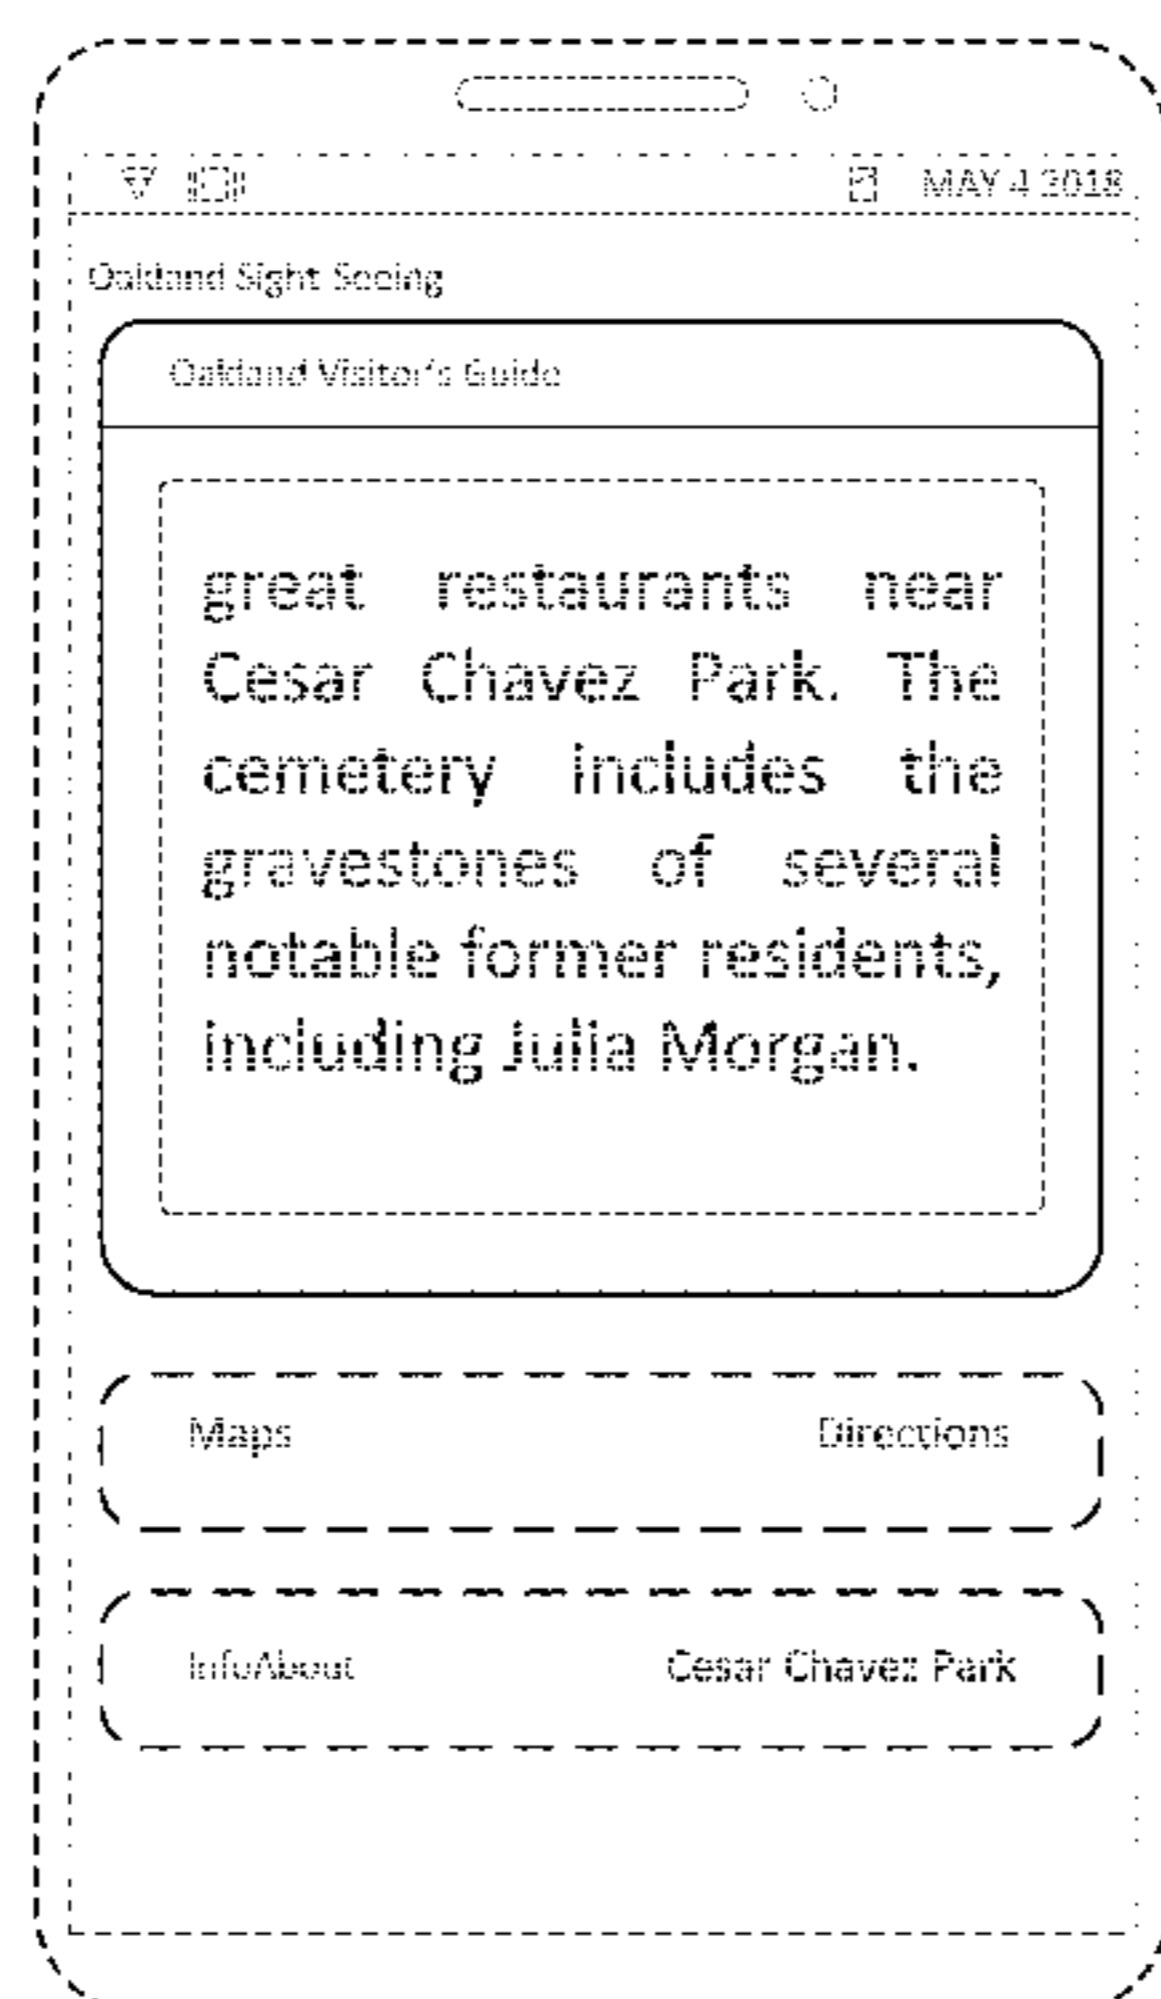 MAY 4 2018
Oakland Sight Seeing
Oakland Visitor's Guide
great restaurants near
Cesar Chavez Park. The
cemetery includes the
gravestones of several
notable former residents,
including Julia Morgan.
Maps Directions
InfoAbout Cesar Chavez Park